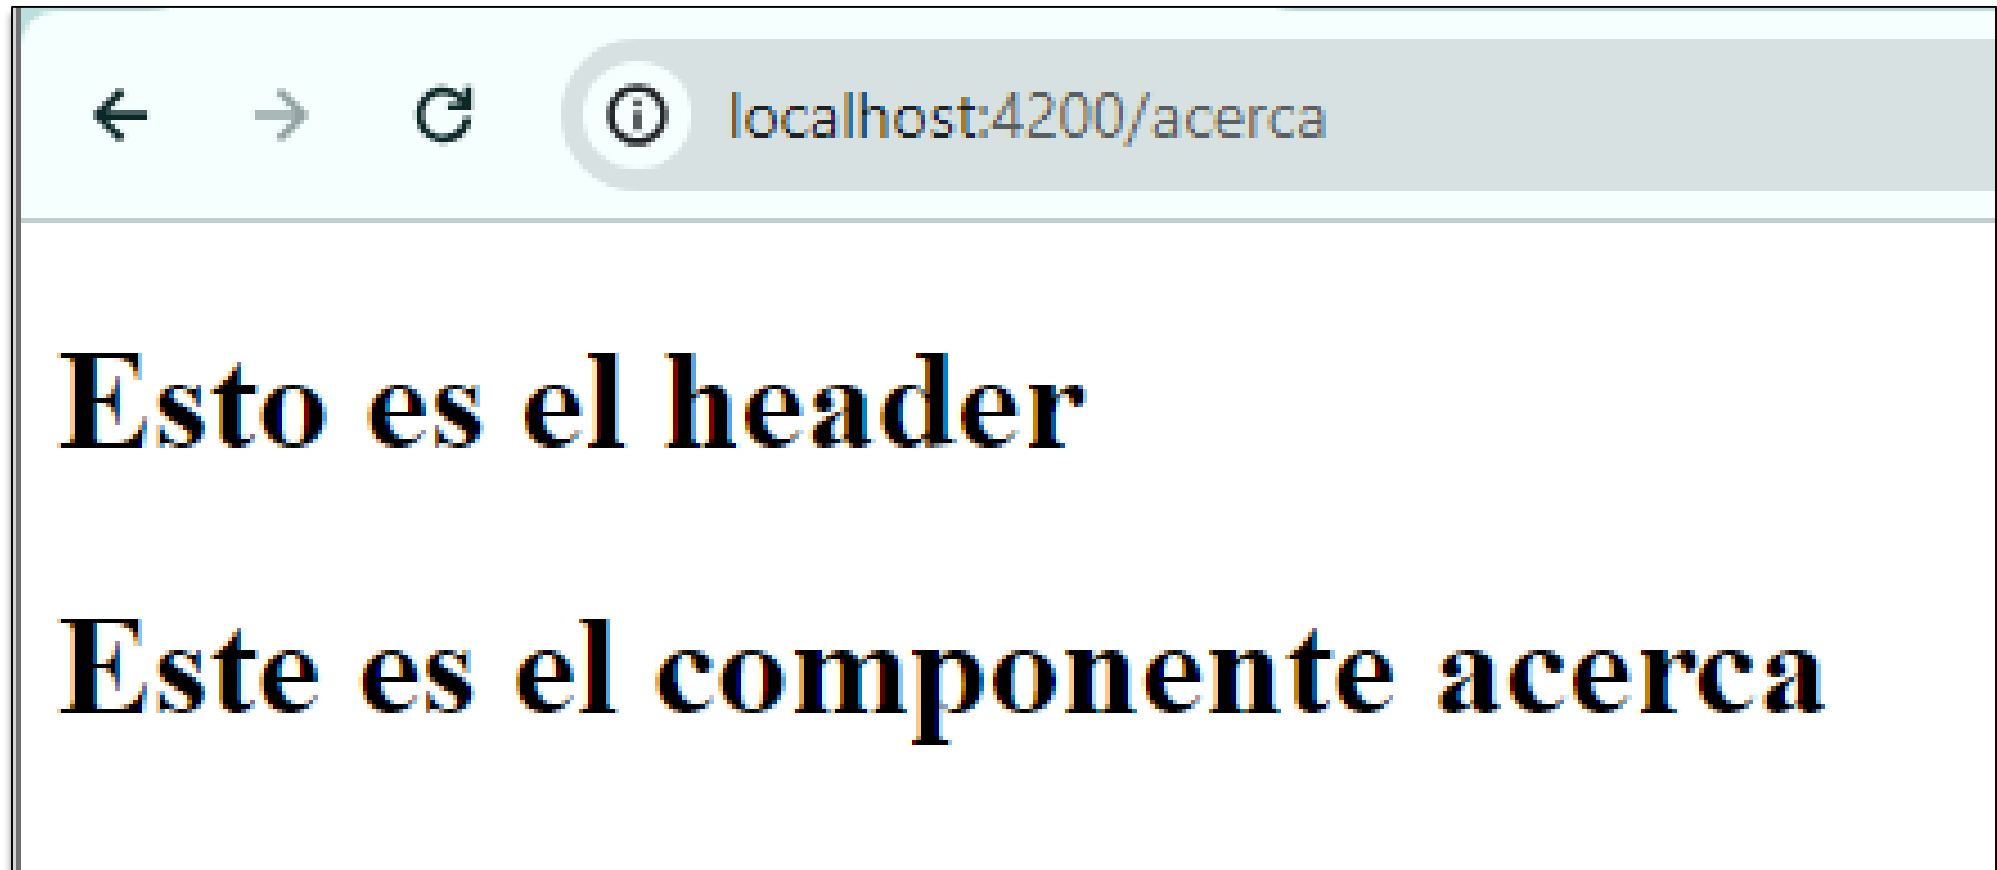 localhost:4200/acerca
Esto es el header
Este es el componente acerca